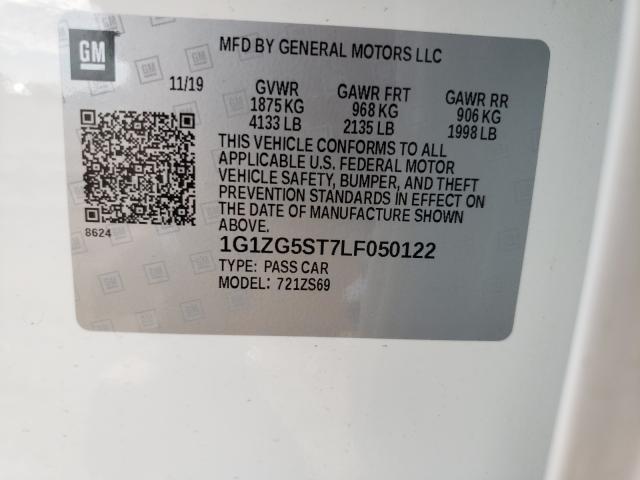 GM
MFD BY GENERAL MOTORS LLC
11/19 GVWR GAWR FRT GAWR RR
1875 KG 968 KG 906 KG
4133 LB 2135 LB 1998 LB
THIS VEHICLE CONFORMS TO ALL
APPLICABLE U.S. FEDERAL MOTOR
VEHICLE SAFETY, BUMPER, AND THEFT
PREVENTION STANDARDS IN EFFECT ON
THE DATE OF MANUFACTURE SHOWN
ABOVE.
8624
1G1ZG5ST7LF050122
TYPE: PASS CAR
MODEL: 721ZS69